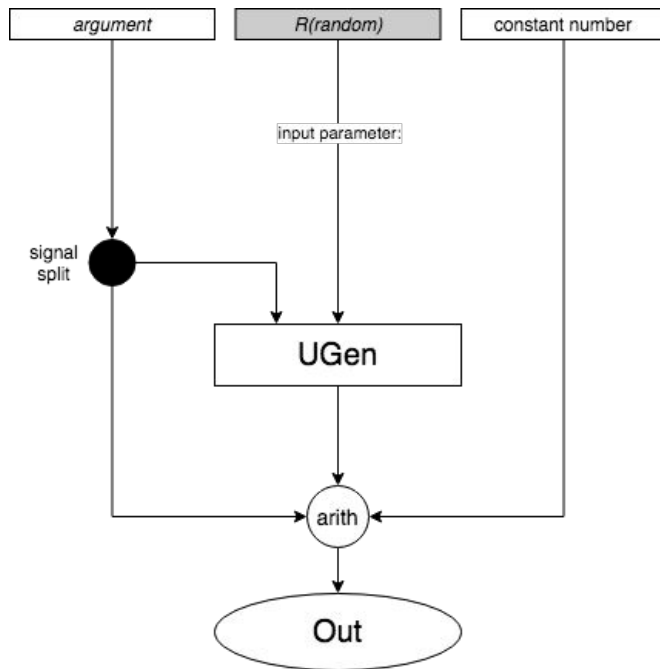 argument
R(random)
constant number
input parameter:
signal
split
UGen
arith
Out